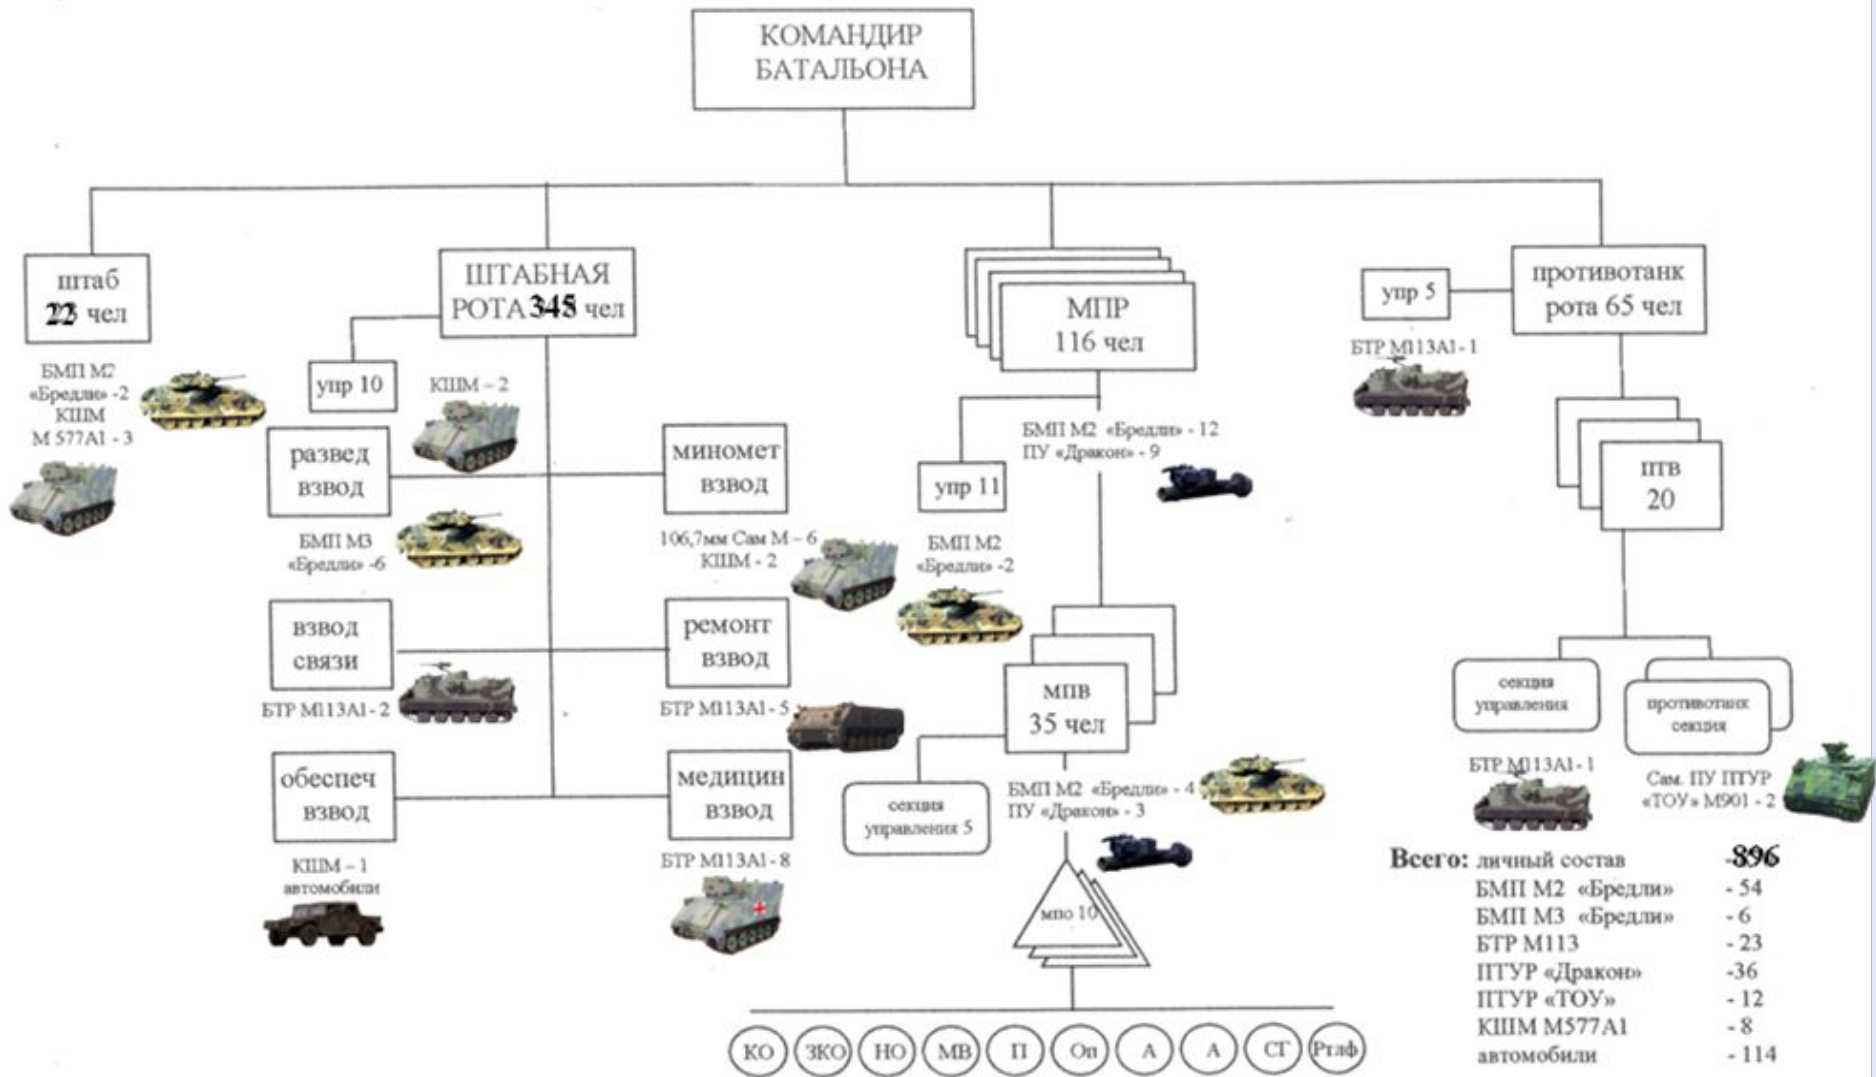 КОМАНДИР
БАТАЛЬОНА
штаб
22 чел
БМП М2
«Бредли» -2
КШМ
М 577А1 - 3
ШТАБНАЯ
РОТА 345 чел
упр 10
КШМ – 2
развед
взвод
БМП М3
«Бредли» -6
миномет
взвод
106,7мм Сам М – 6
КШМ - 2
взвод
связи
БТР М113А1- 2
ремонт
взвод
БТР М113А1- 5
обеспеч
взвод
КШМ – 1
автомобили
медицин
взвод
БТР М113А1- 8
МПР
116 чел
БМП М2 «Бредли» - 12
ПУ «Дракон» - 9
упр 11
БМП М2
«Бредли» -2
МПВ
35 чел
секция
управления 5
БМП М2 «Бредли» - 4
ПУ «Дракон» - 3
мпо 10
КО ЗКО НО МВ П Оп А А СГ Ртлф
противотанк
рота 65 чел
упр 5
БТР М113А1- 1
ПТВ
20
секция
управления
БТР М113А1- 1
противотанк
секция
Сам. ПУ ПТУР
«ТОУ» М901 - 2
Всего: личный состав -896
БМП М2 «Бредли» - 54
БМП М3 «Бредли» - 6
БТР М113 - 23
ПТУР «Дракон» -36
ПТУР «ТОУ» - 12
КШМ М577А1 - 8
автомобили - 114